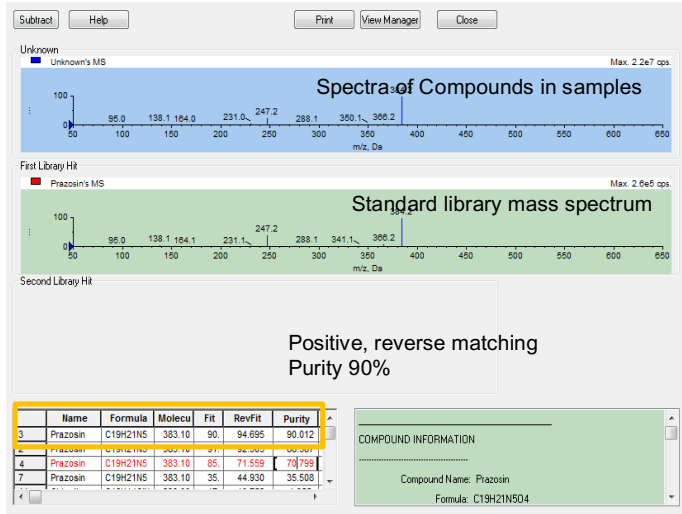 Subtract Help Print View Manager Close
Unknown
Unknown's MS Max. 2.2e7 cps.
Spectra of Compounds in samples
100
95.0 138.1 164.0 231.0 247.2 288.1 350.1 366.2
0
50 100 150 200 250 300 350 400 450 500 550 600 650
m/z, Da
First Library Hit
Prazosin's MS Max. 2.6e5 cps.
Standard library mass spectrum
384.2
100
95.0 138.1 164.1 231.1 247.2 288.1 341.1 366.2
0
50 100 150 200 250 300 350 400 450 500 550 600 650
m/z, Da
Second Library Hit
Positive, reverse matching
Purity 90%
Name Formula Molecu Fit RevFit Purity
3 Prazosin C19H21N5 383.10 90. 94.695 90.012
4 Prazosin C19H21N5 383.10 85. 71.559 70.799
7 Prazosin C19H21N5 383.10 35. 44.930 35.508
COMPOUND INFORMATION
Compound Name: Prazosin
Formula: C19H21N5O4